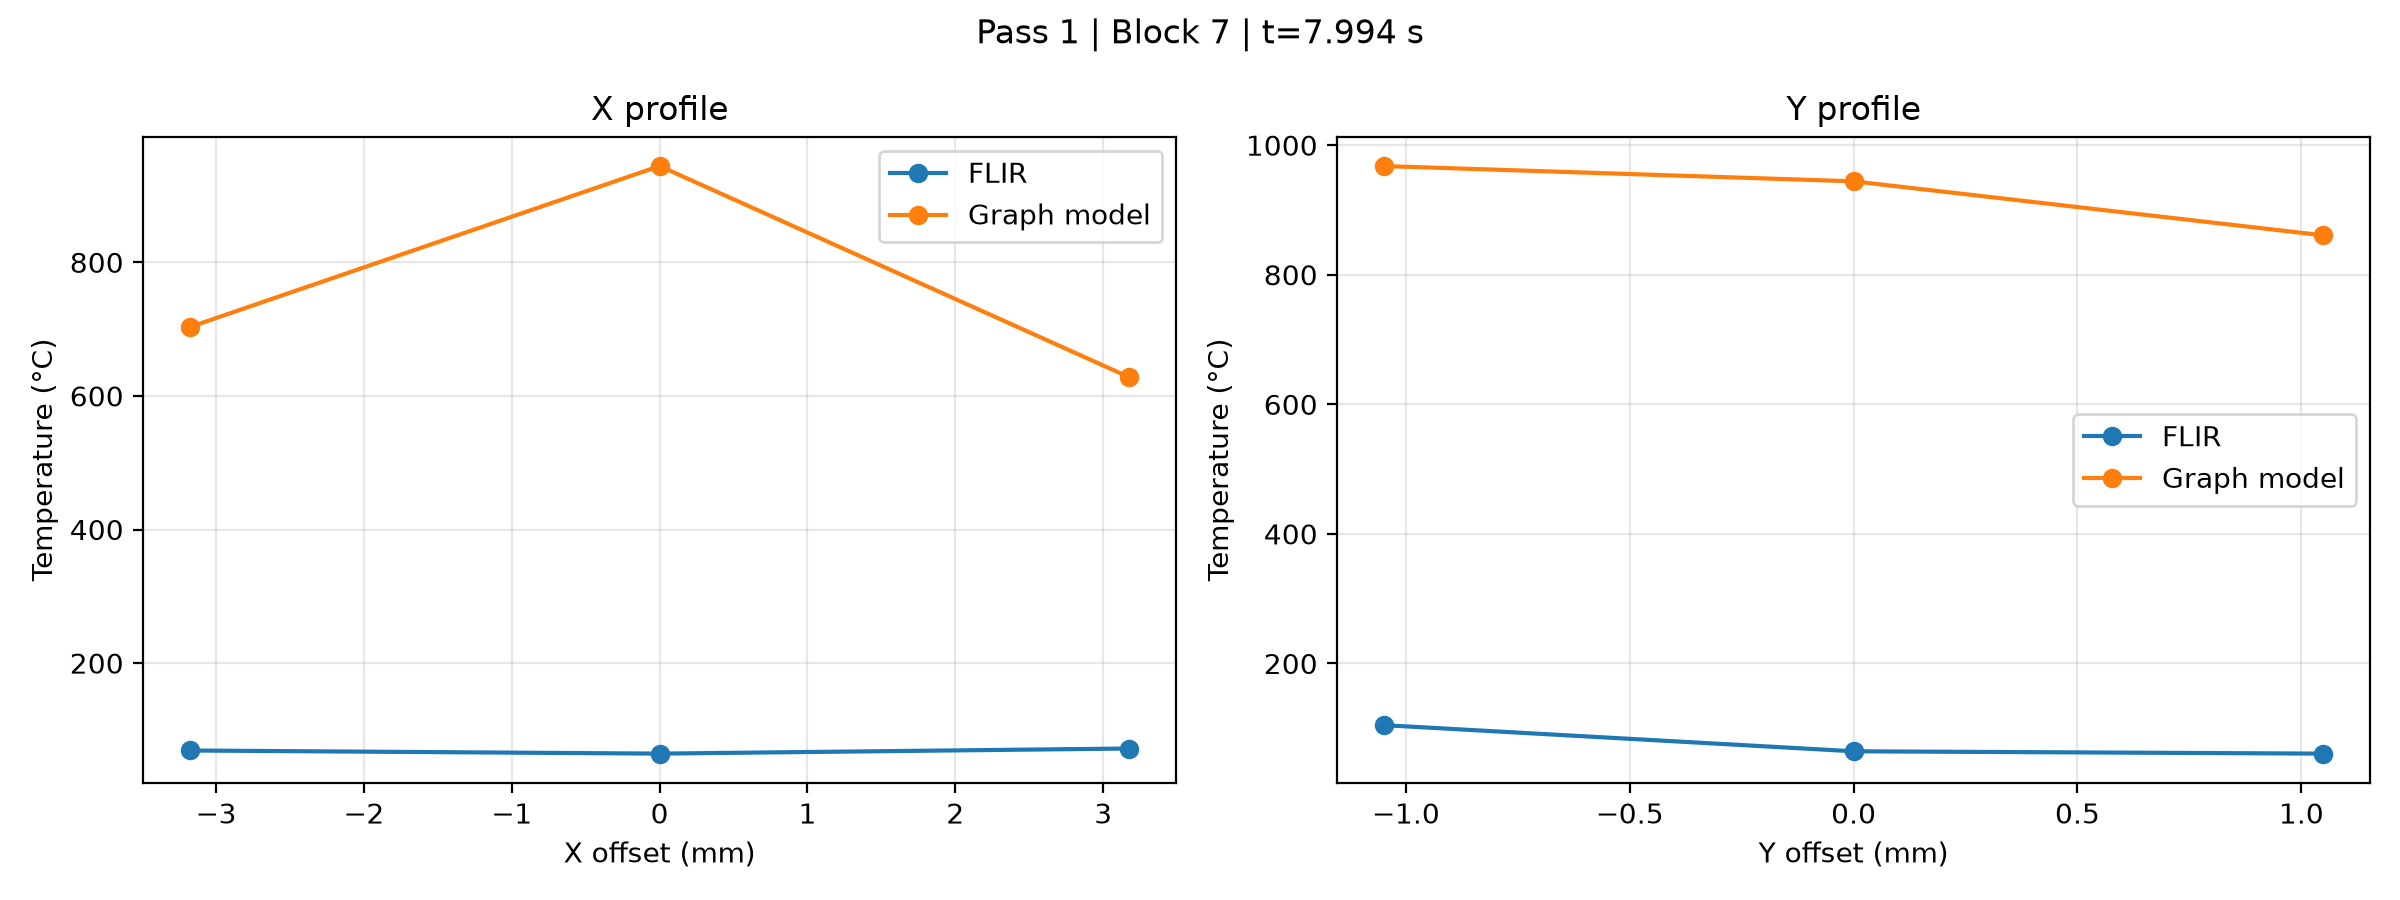 Pass 1 | Block 7 | t=7.994 s
X profile
FLIR
Graph model
800
600
400
200
Temperature (°C)
−3
−2
−1
0
1
2
3
X offset (mm)
Y profile
FLIR
Graph model
1000
800
600
400
200
Temperature (°C)
−1.0
−0.5
0.0
0.5
1.0
Y offset (mm)